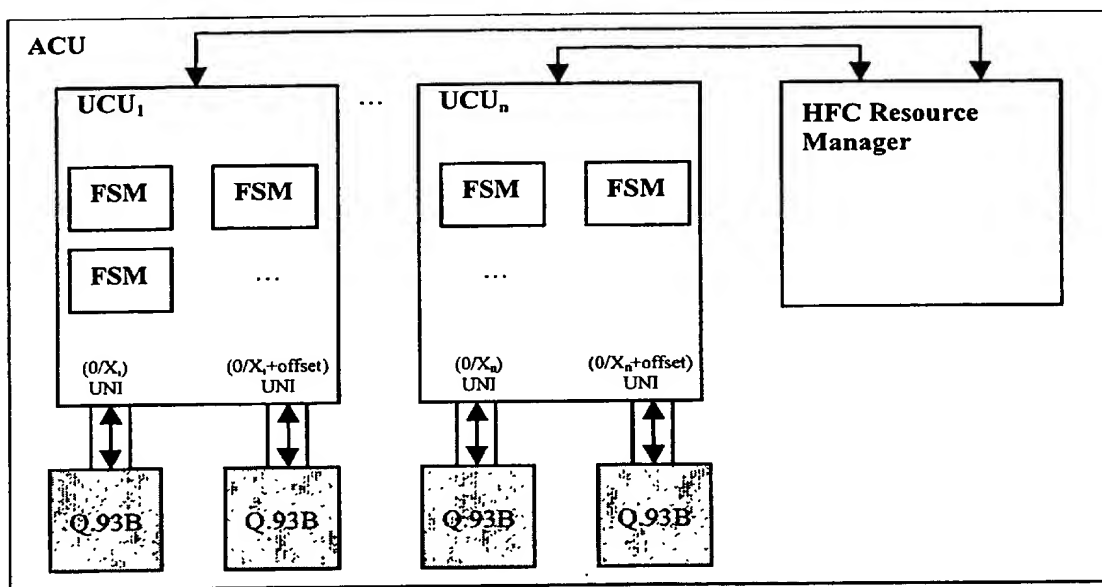 ACU
UCU₁
...
UCUₙ
HFC Resource
Manager
FSM
FSM
FSM
FSM
FSM
...
...
(0/X₁)
UNI
(0/X₁+offset)
UNI
(0/Xₙ)
UNI
(0/Xₙ+offset)
UNI
Q.93B
Q.93B
Q.93B
Q.93B